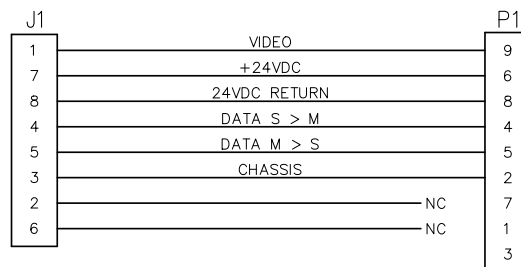 J1 P1
1 VIDEO 9
7 +24VDC 6
8 24VDC RETURN 8
4 DATA S > M 4
5 DATA M > S 5
3 CHASSIS 2
2 NC 7
6 NC 1
3